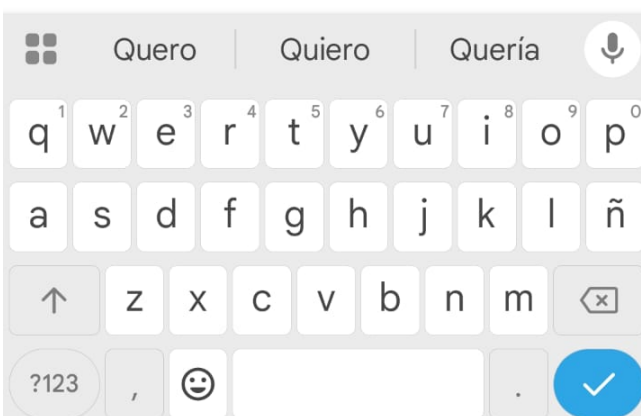 Quero Quiero Quería
q1 w2 e3 r4 t5 y6 u7 i8 o9 p0
a s d f g h j k l ñ
z x c v b n m
?123 , .